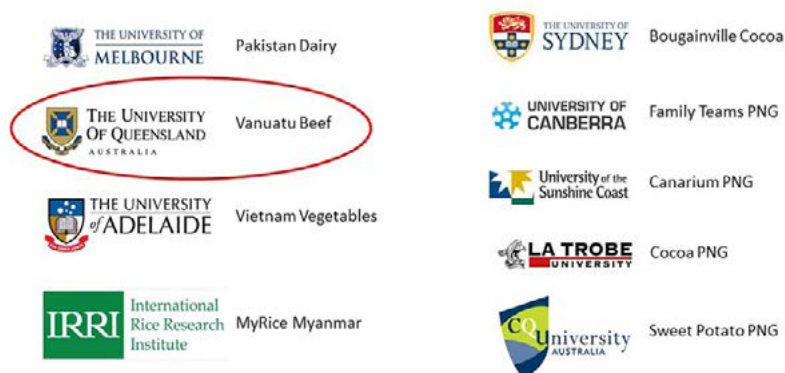 THE UNIVERSITY OF
MELBOURNE
Pakistan Dairy
THE UNIVERSITY
OF QUEENSLAND
AUSTRALIA
Vanuatu Beef
THE UNIVERSITY
of ADELAIDE
Vietnam Vegetables
IRRI
International
Rice Research
Institute
MyRice Myanmar
THE UNIVERSITY OF
SYDNEY
Bougainville Cocoa
UNIVERSITY OF
CANBERRA
Family Teams PNG
University of the
Sunshine Coast
Canarium PNG
LA TROBE
UNIVERSITY
Cocoa PNG
CQUniversity
AUSTRALIA
Sweet Potato PNG